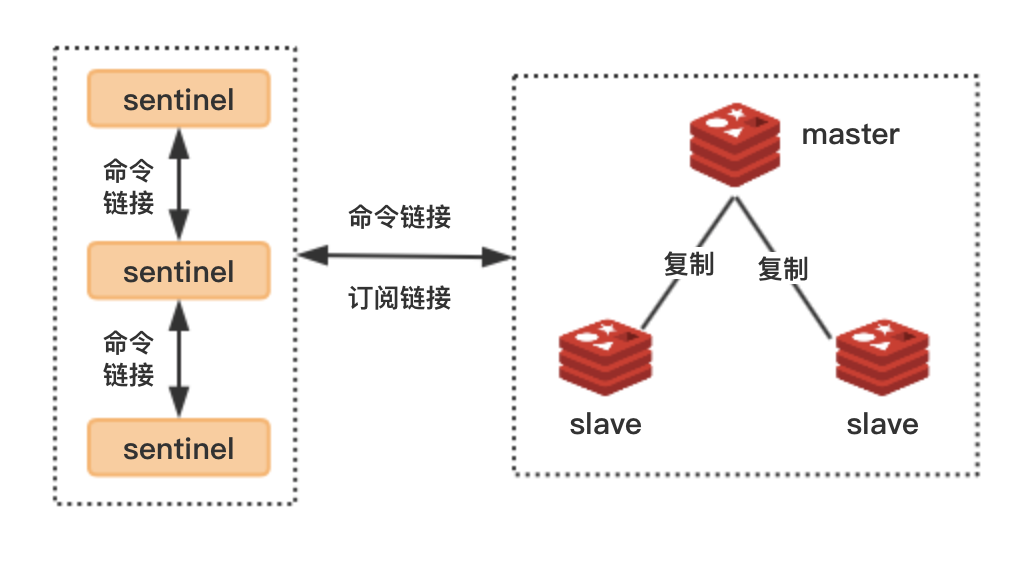 sentinel
命令
链接
sentinel
命令
链接
sentinel
命令链接
订阅链接
master
复制
复制
slave
slave